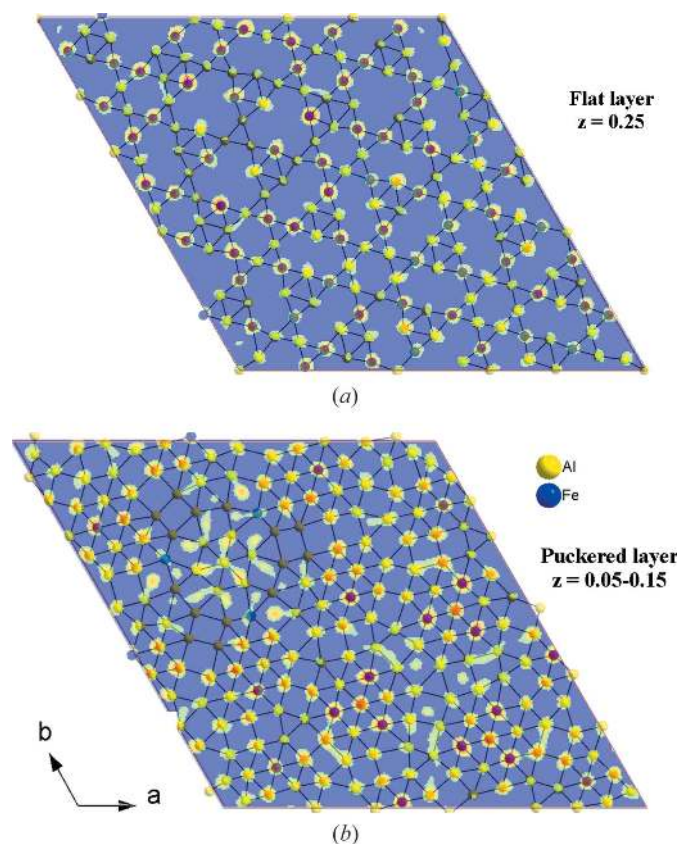 Flat layer
z = 0.25
(a)
Al
Fe
Puckered layer
z = 0.05-0.15
b
a
(b)